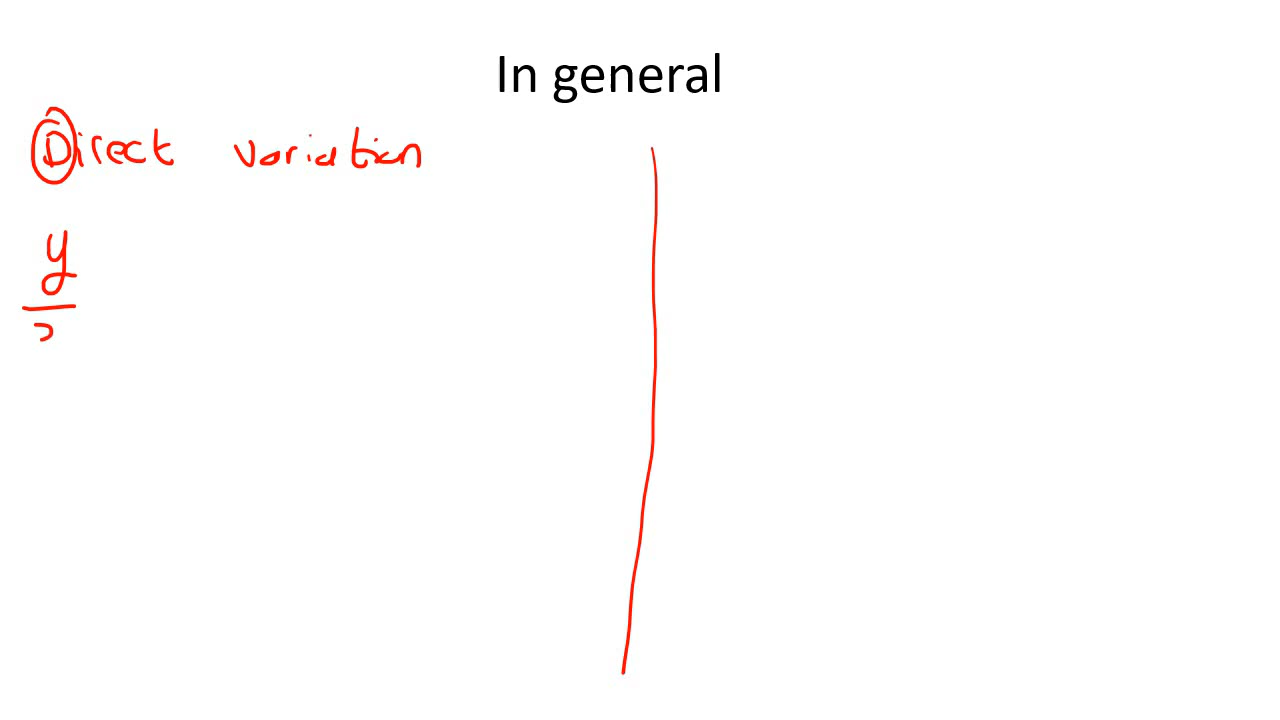 In general
Direct variation
y